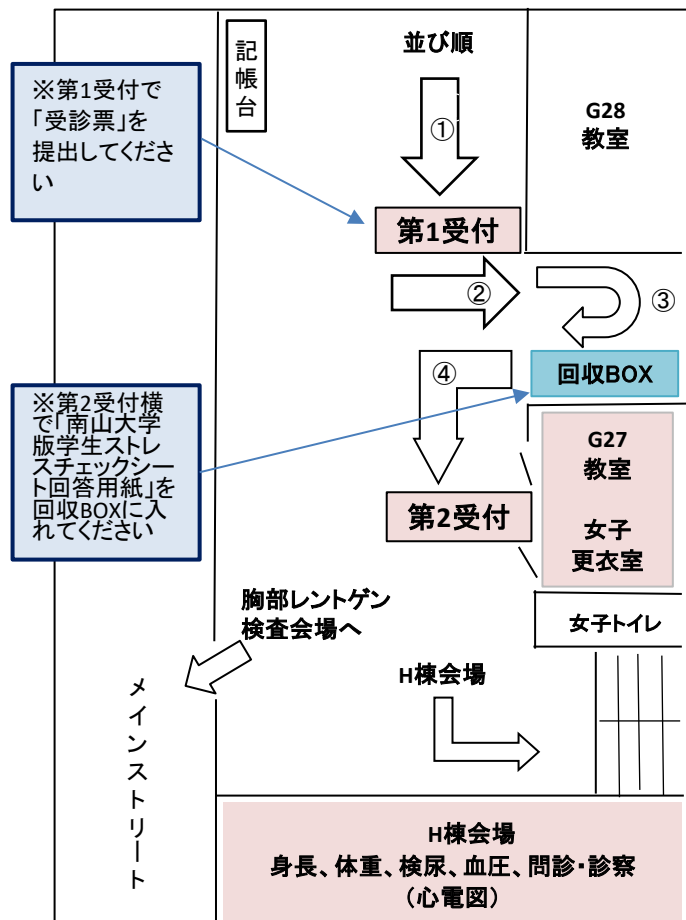 記帳台
並び順
※第1受付で
「受診票」を
提出してくださ
い
①
G28
教室
第1受付
②
③
④
回収BOX
※第2受付横
で「南山大学
版学生ストレ
スチェックシー
ト回答用紙」を
回収BOXに入
れてください
G27
教室
女子
更衣室
第2受付
胸部レントゲン
検査会場へ
女子トイレ
H棟会場
メインストリート
H棟会場
身長、体重、検尿、血圧、問診・診察
（心電図）